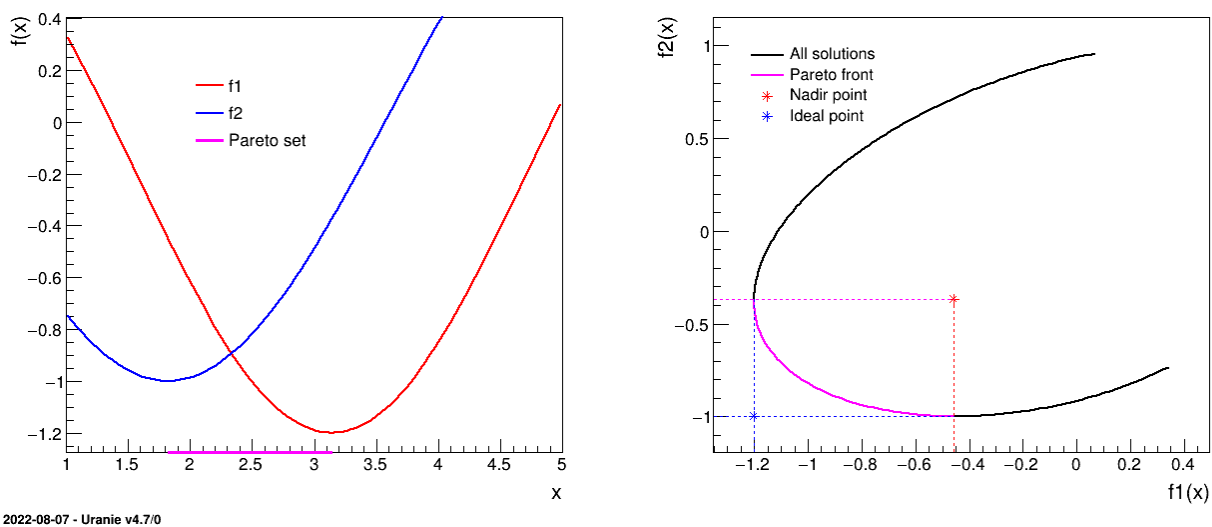 f(x)
0.4
0.2
0
−0.2
−0.4
−0.6
−0.8
−1
−1.2
f1
f2
Pareto set
1 1.5 2 2.5 3 3.5 4 4.5 5
x
f2(x)
1
0.5
0
−0.5
−1
All solutions
Pareto front
Nadir point
Ideal point
−1.2 −1 −0.8 −0.6 −0.4 −0.2 0 0.2 0.4
f1(x)
2022-08-07 - Uranie v4.7/0